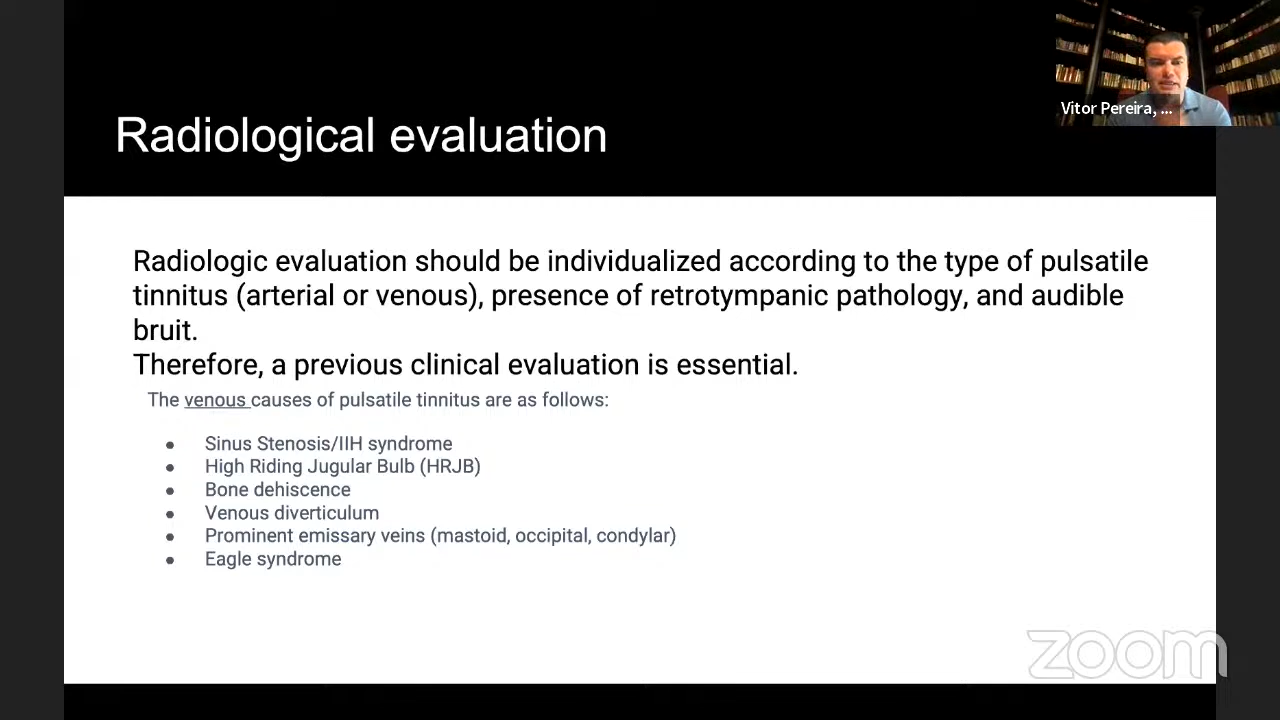 Vitor Pereira, ...
Radiological evaluation
Radiologic evaluation should be individualized according to the type of pulsatile
tinnitus (arterial or venous), presence of retrotympanic pathology, and audible
bruit.
Therefore, a previous clinical evaluation is essential.
The venous causes of pulsatile tinnitus are as follows:
● Sinus Stenosis/IIH syndrome
● High Riding Jugular Bulb (HRJB)
● Bone dehiscence
● Venous diverticulum
● Prominent emissary veins (mastoid, occipital, condylar)
● Eagle syndrome
zoom